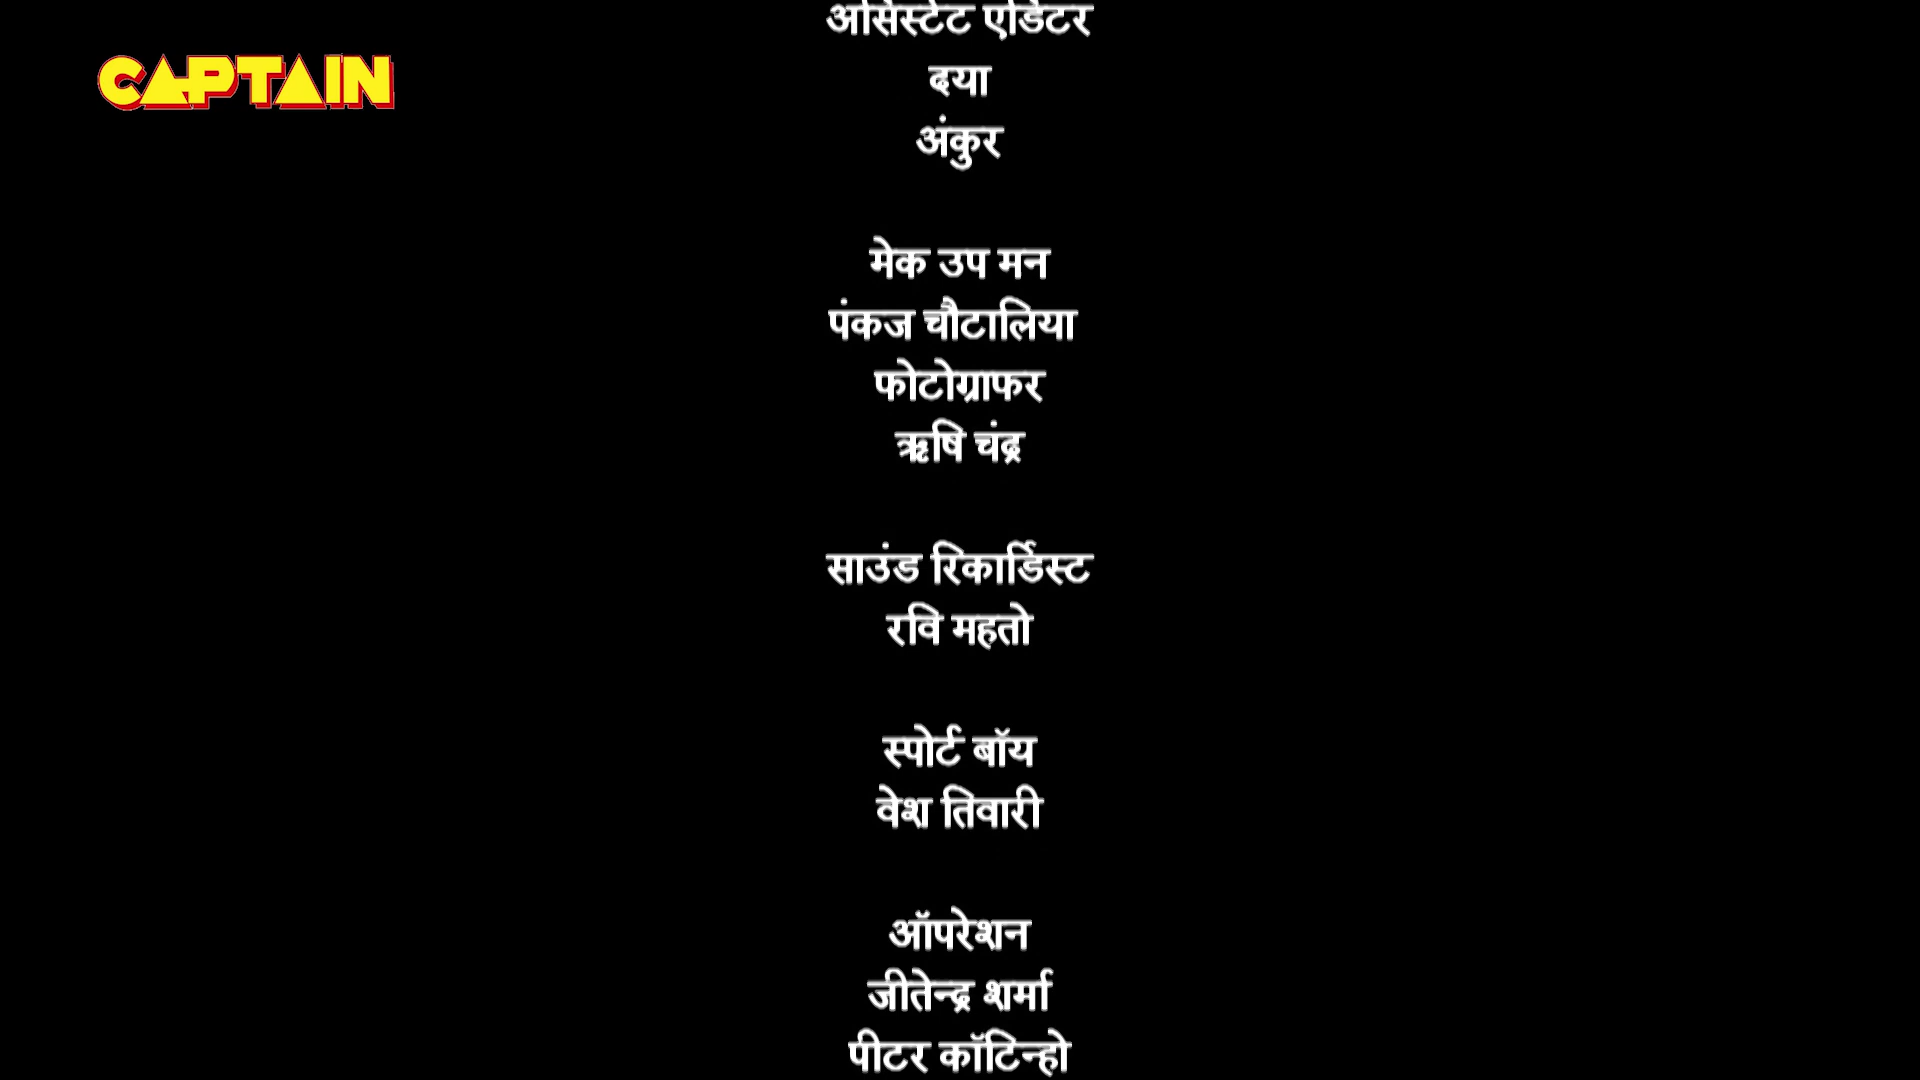 CAPTAIN
असिस्टेंट एडिटर
दया
अंकुर
मेक उप मन
पंकज चौटालिया
फोटोग्राफर
ऋषि चंद्र
साउंड रिकार्डिस्ट
रवि महतो
स्पोर्ट बॉय
वेश तिवारी
ऑपरेशन
जीतेन्द्र शर्मा
पीटर कॉटिन्हो